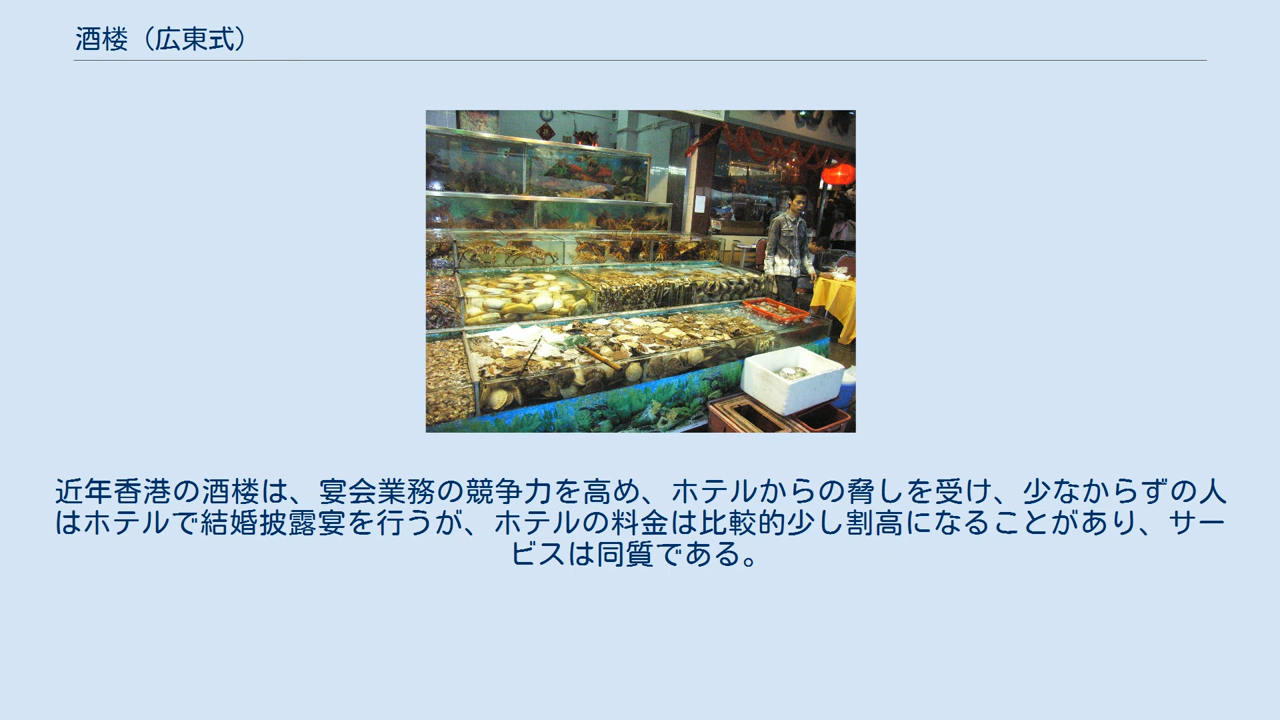 酒楼（広東式）
近年香港の酒楼は、宴会業務の競争力を高め、ホテルからの脅しを受け、少なからずの人
はホテルで結婚披露宴を行うが、ホテルの料金は比較的少し割高になることがあり、サー
ビスは同質である。